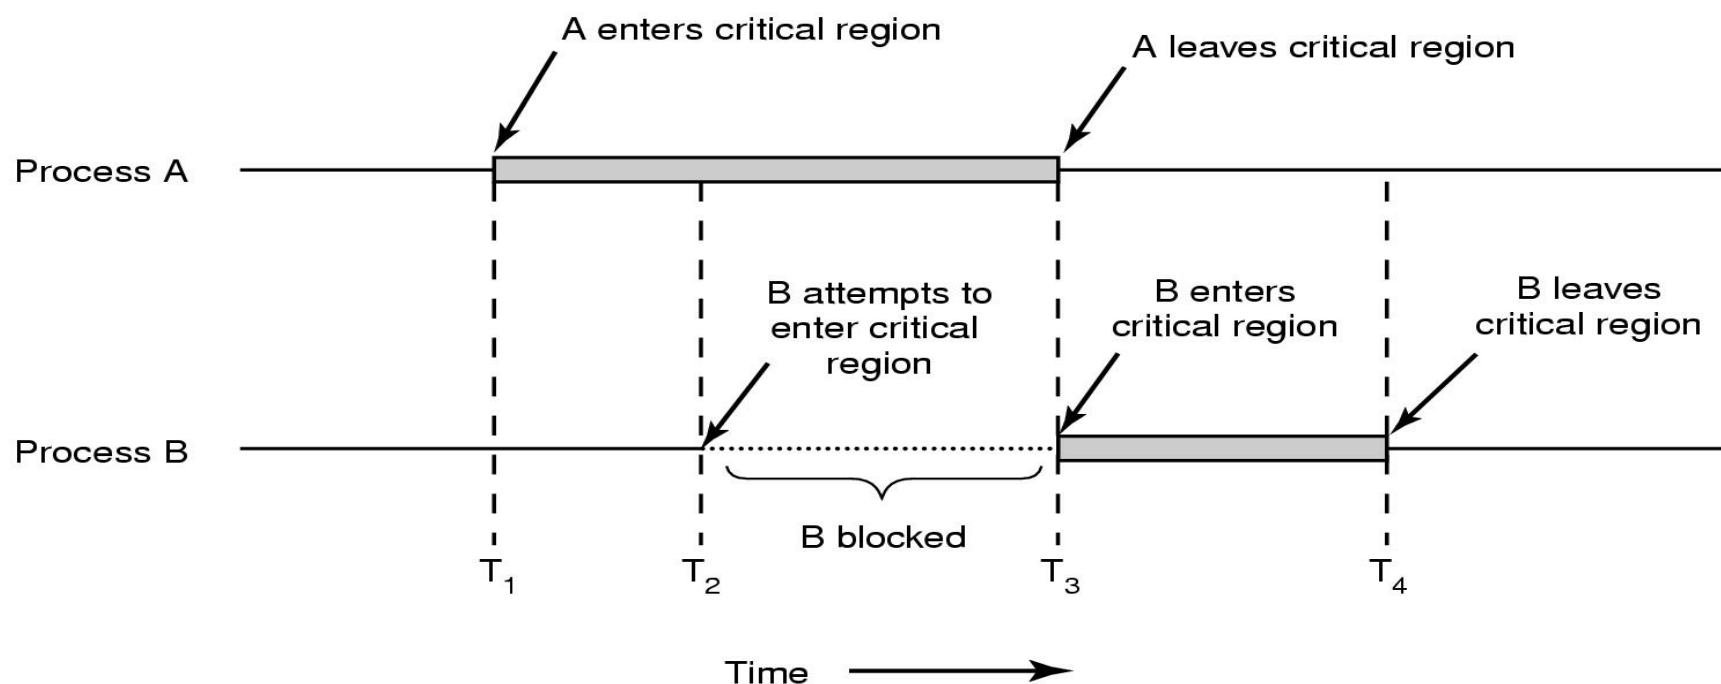 A enters critical region
A leaves critical region
Process A
B attempts to
enter critical
region
B enters
critical region
B leaves
critical region
Process B
B blocked
T1
T2
T3
T4
Time